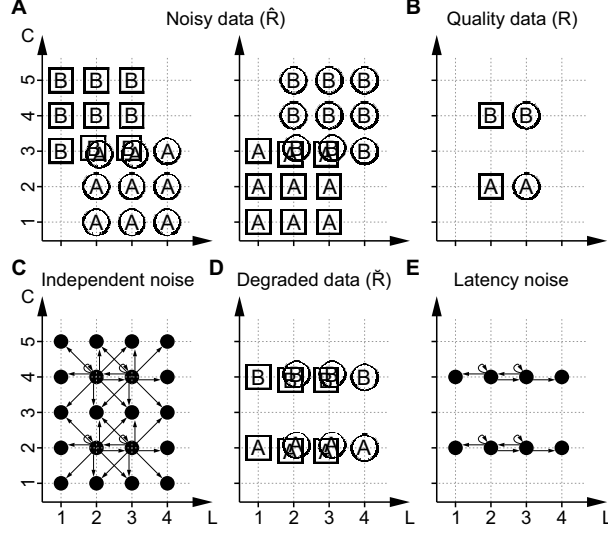 A Noisy data (R̂) B Quality data (R)
C
5 B B B B B B
4 B B B B B B B B
3 B B B A A A A B A B A B
2 A A A A A A A A
1 A A A A A A
C Independent noise D Degraded data (Ř) E Latency noise
C
5
4 B B B B B B B B
3
2 A A A A A A A A
1
1 2 3 4 L 1 2 3 4 L 1 2 3 4 L